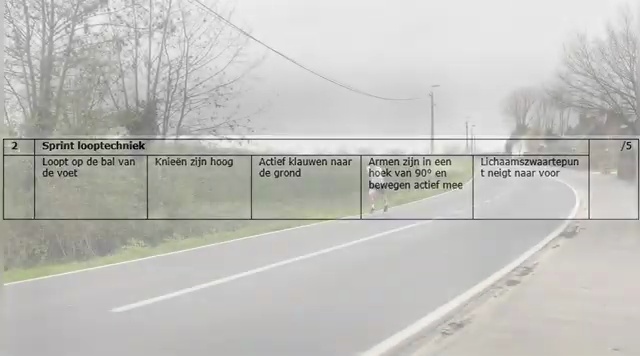 2 Sprint looptechniek /5
Loopt op de bal van de voet
Knieën zijn hoog
Actief klauwen naar de grond
Armen zijn in een hoek van 90° en bewegen actief mee
Lichaamszwaartepunt neigt naar voor